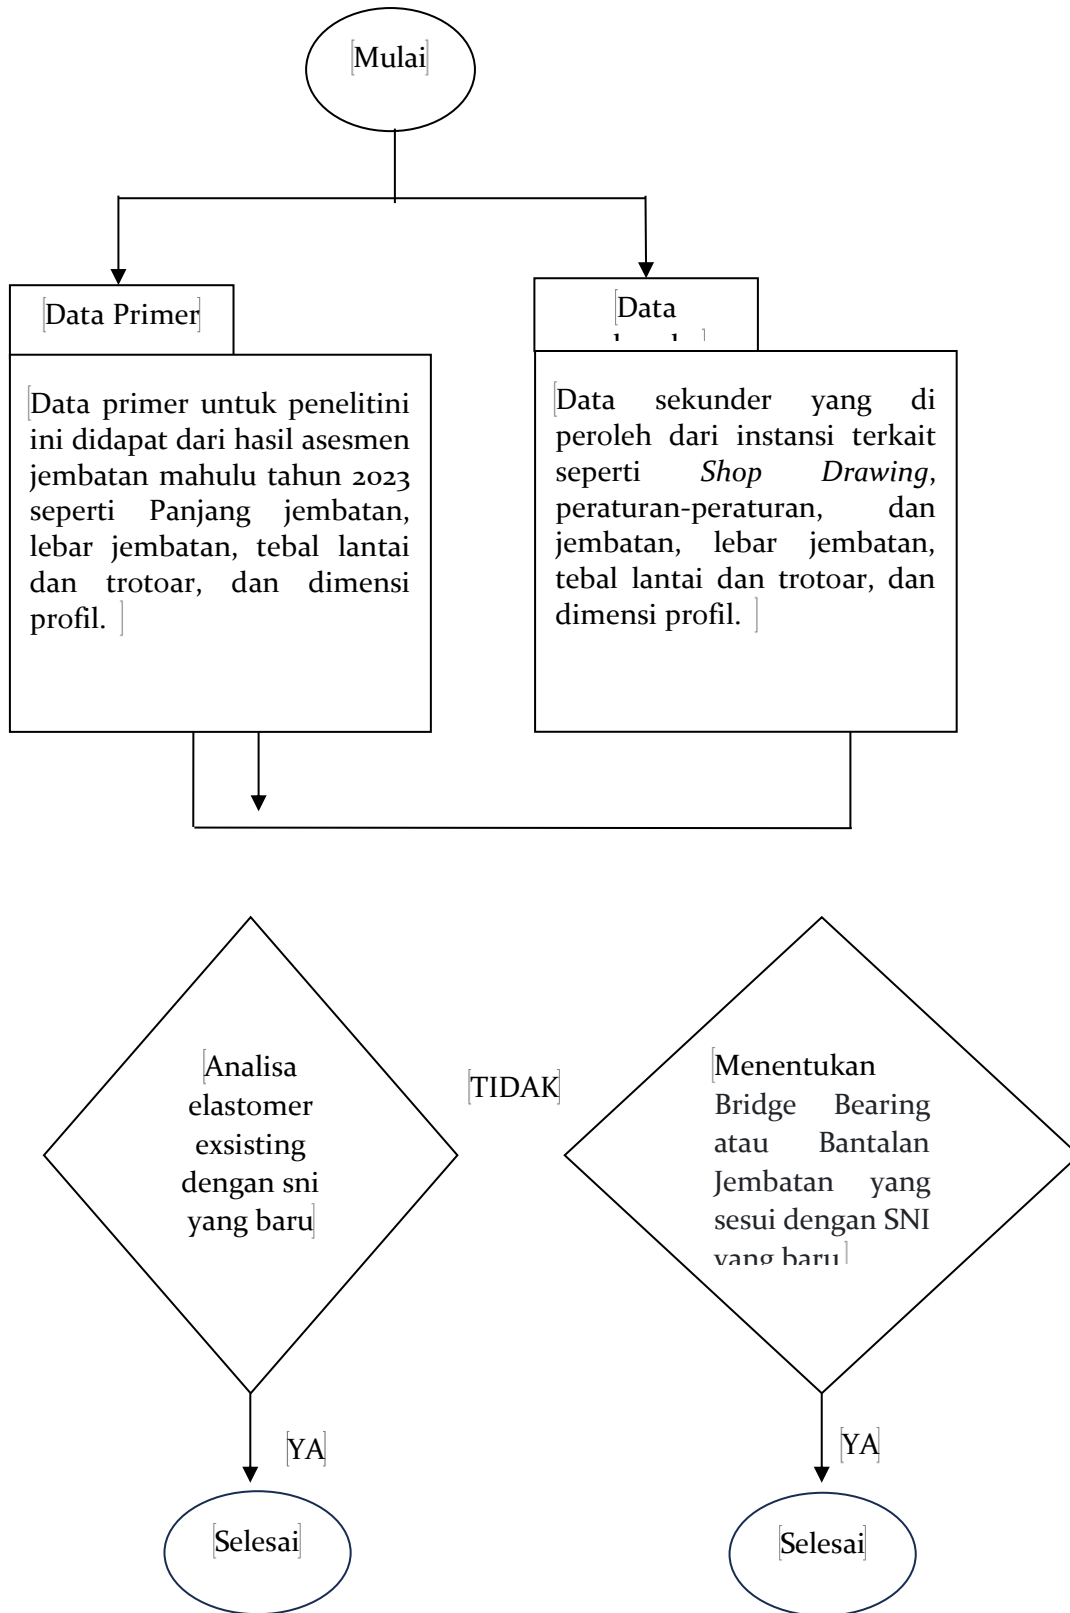 Mulai
Data Primer
Data
Data primer untuk penelitini
ini didapat dari hasil asesmen
jembatan mahulu tahun 2023
seperti Panjang jembatan,
lebar jembatan, tebal lantai
dan trotoar, dan dimensi
profil.
Data sekunder yang di
peroleh dari instansi terkait
seperti Shop Drawing,
peraturan-peraturan, dan
jembatan, lebar jembatan,
tebal lantai dan trotoar, dan
dimensi profil.
Analisa
elastomer
exsisting
dengan sni
yang baru
TIDAK
Menentukan
Bridge Bearing
atau Bantalan
Jembatan yang
sesui dengan SNI
yang baru
YA
YA
Selesai
Selesai